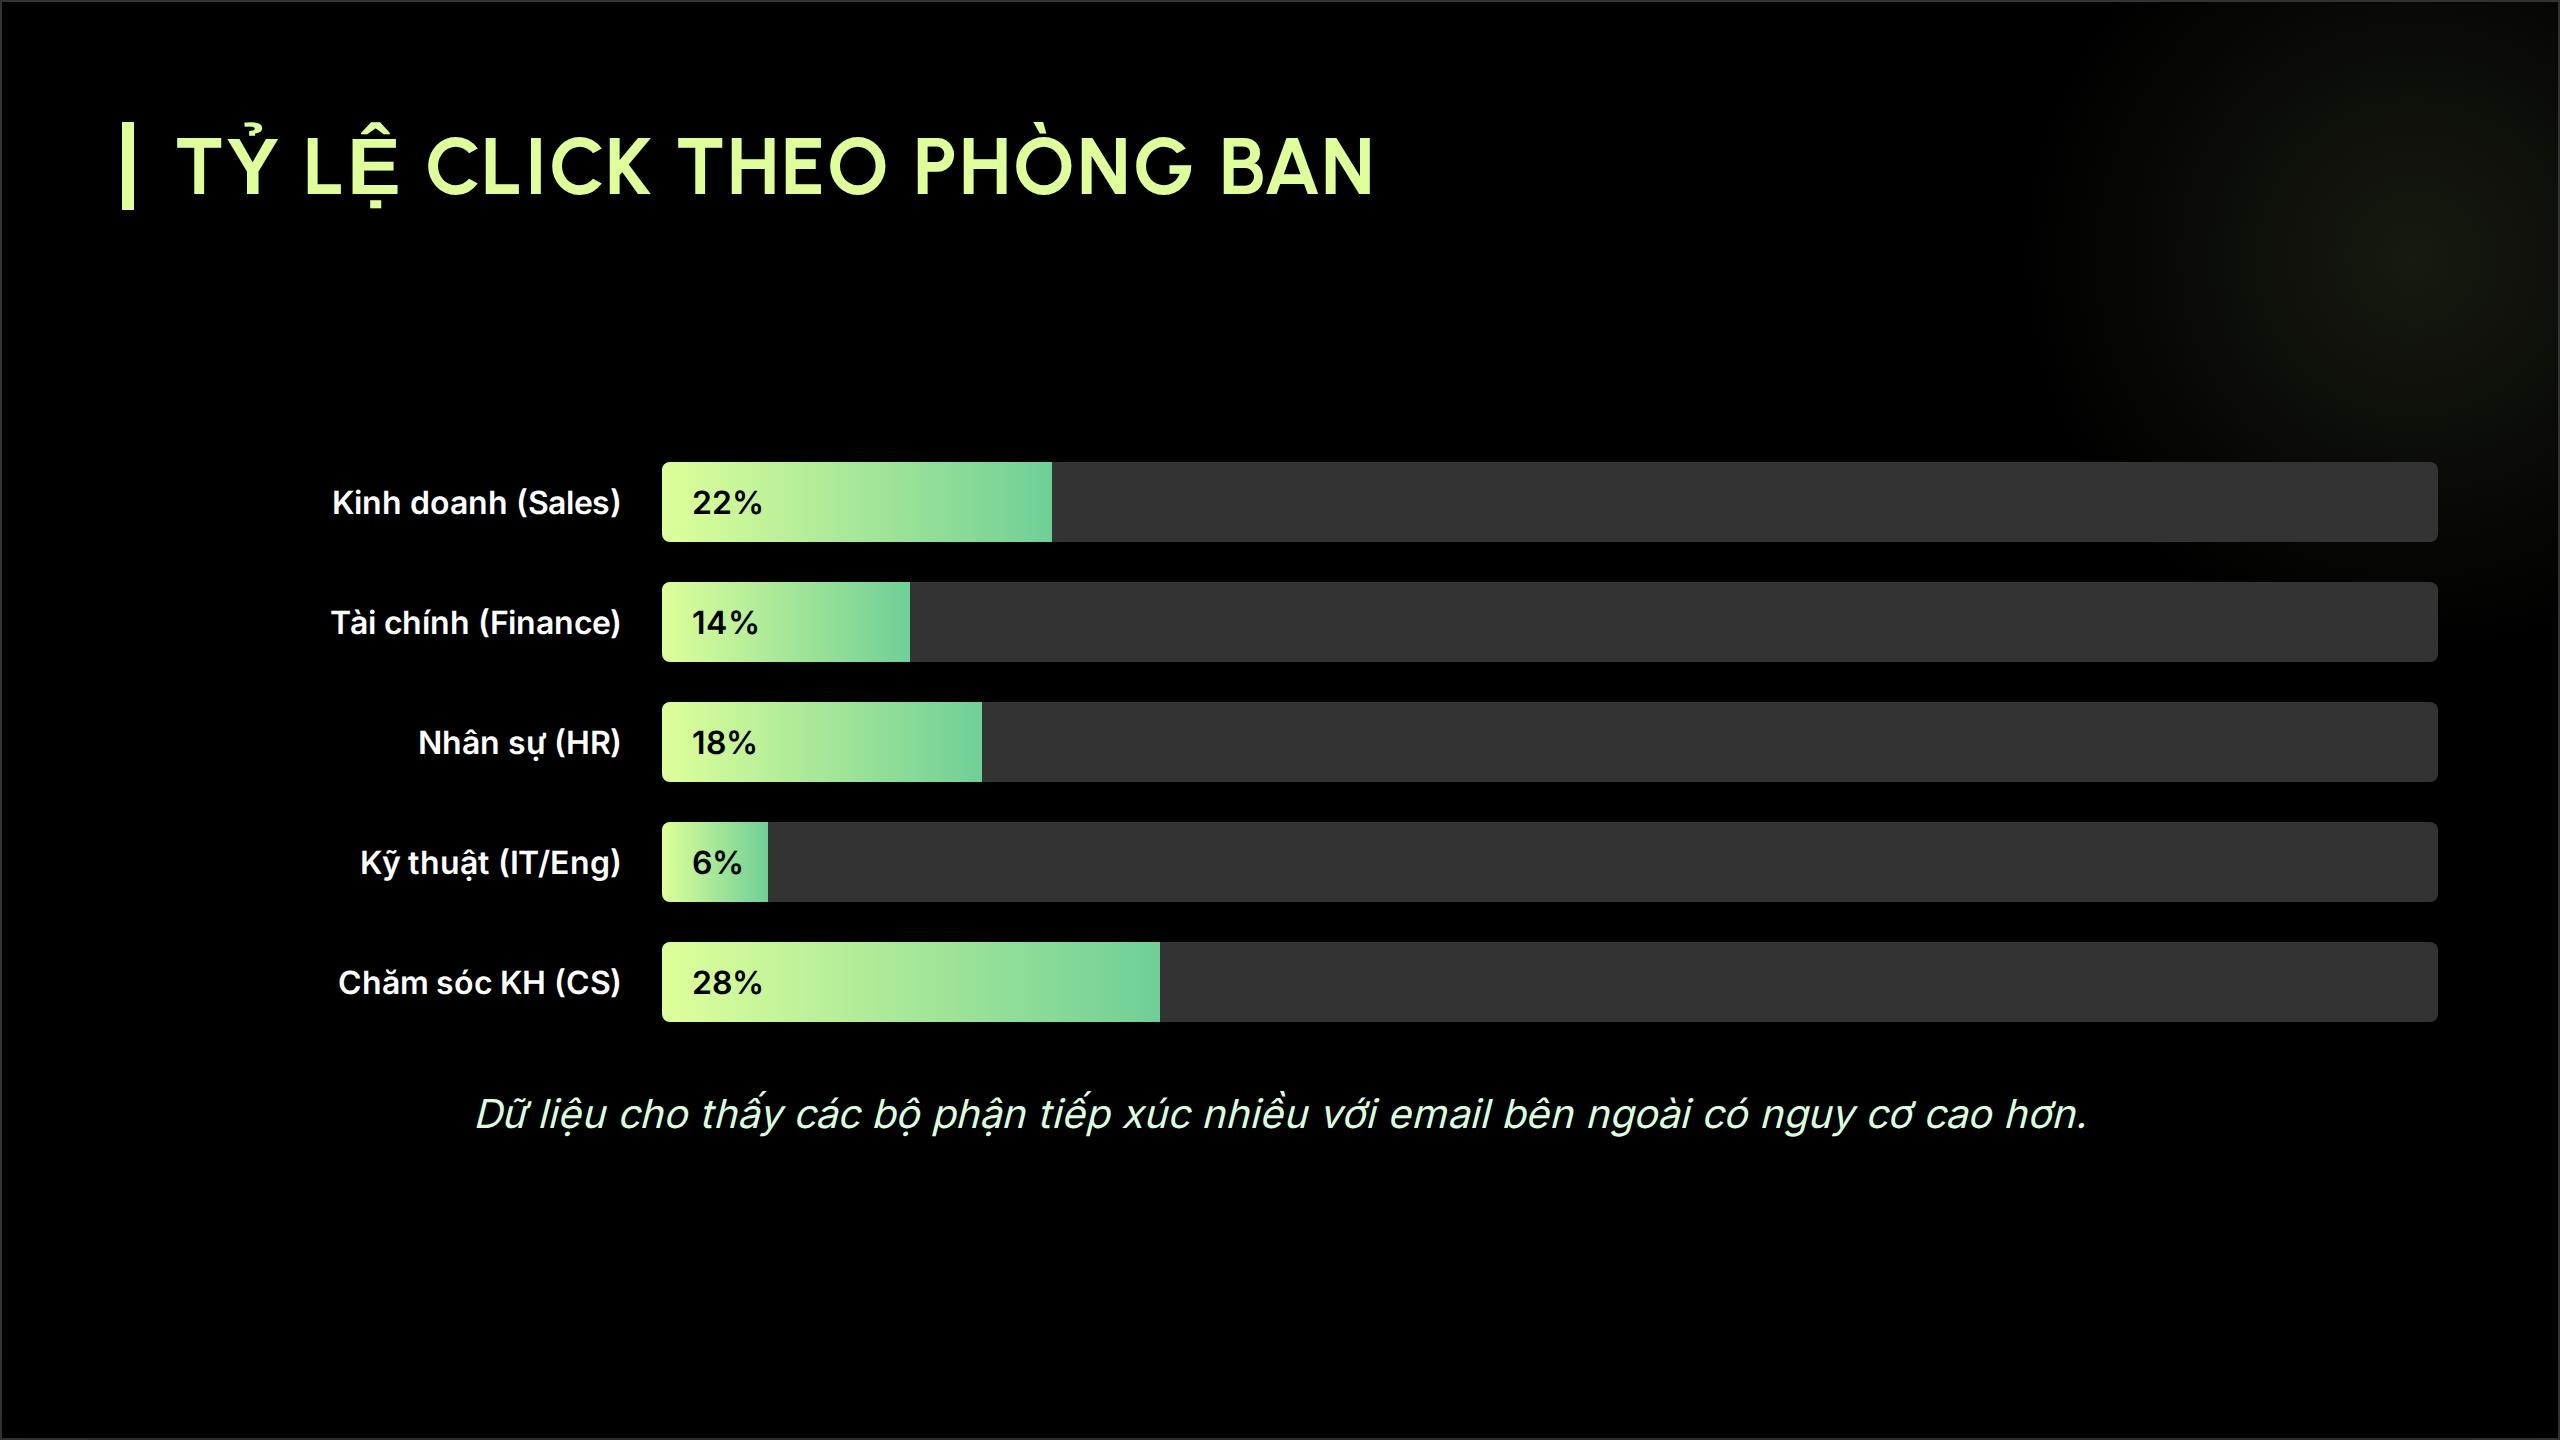 TỶ LỆ CLICK THEO PHÒNG BAN
Kinh doanh (Sales) 22%
Tài chính (Finance) 14%
Nhân sự (HR) 18%
Kỹ thuật (IT/Eng) 6%
Chăm sóc KH (CS) 28%
Dữ liệu cho thấy các bộ phận tiếp xúc nhiều với email bên ngoài có nguy cơ cao hơn.